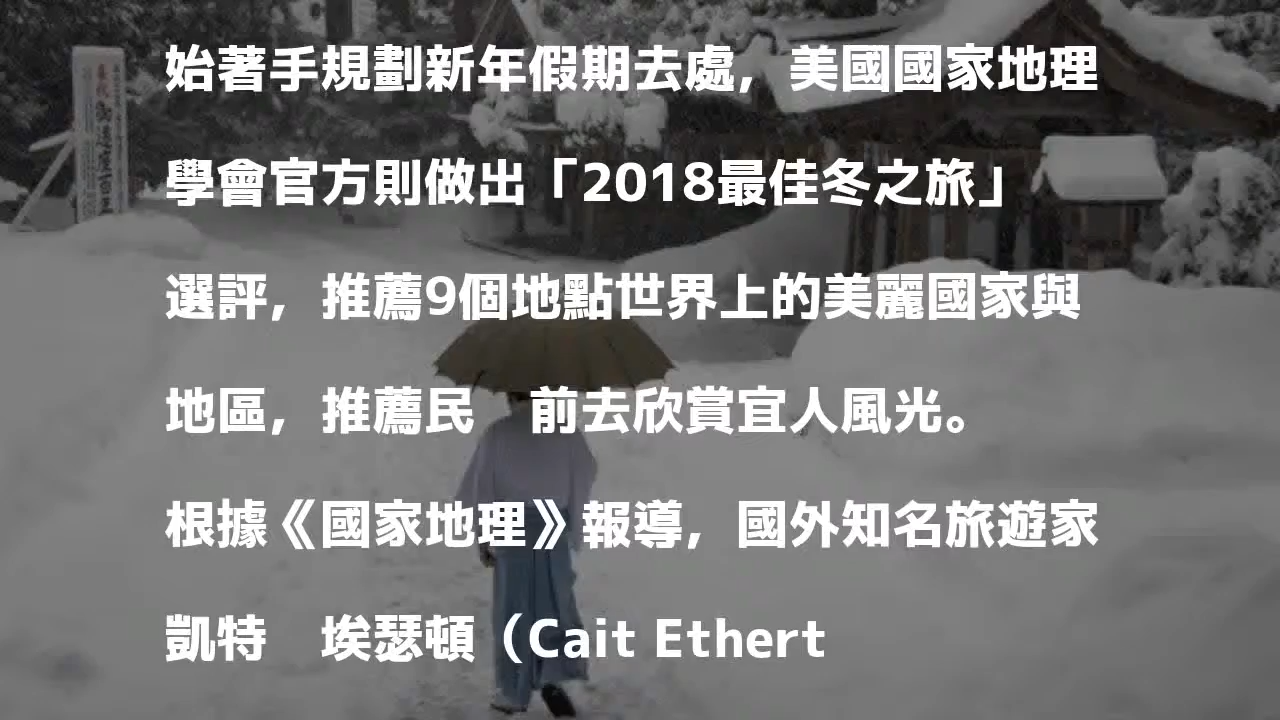 始著手規劃新年假期去處，美國國家地理
學會官方則做出「2018最佳冬之旅」
選評，推薦9個地點世界上的美麗國家與
地區，推薦民　前去欣賞宜人風光。
根據《國家地理》報導，國外知名旅遊家
凱特　埃瑟頓（Cait Ethert